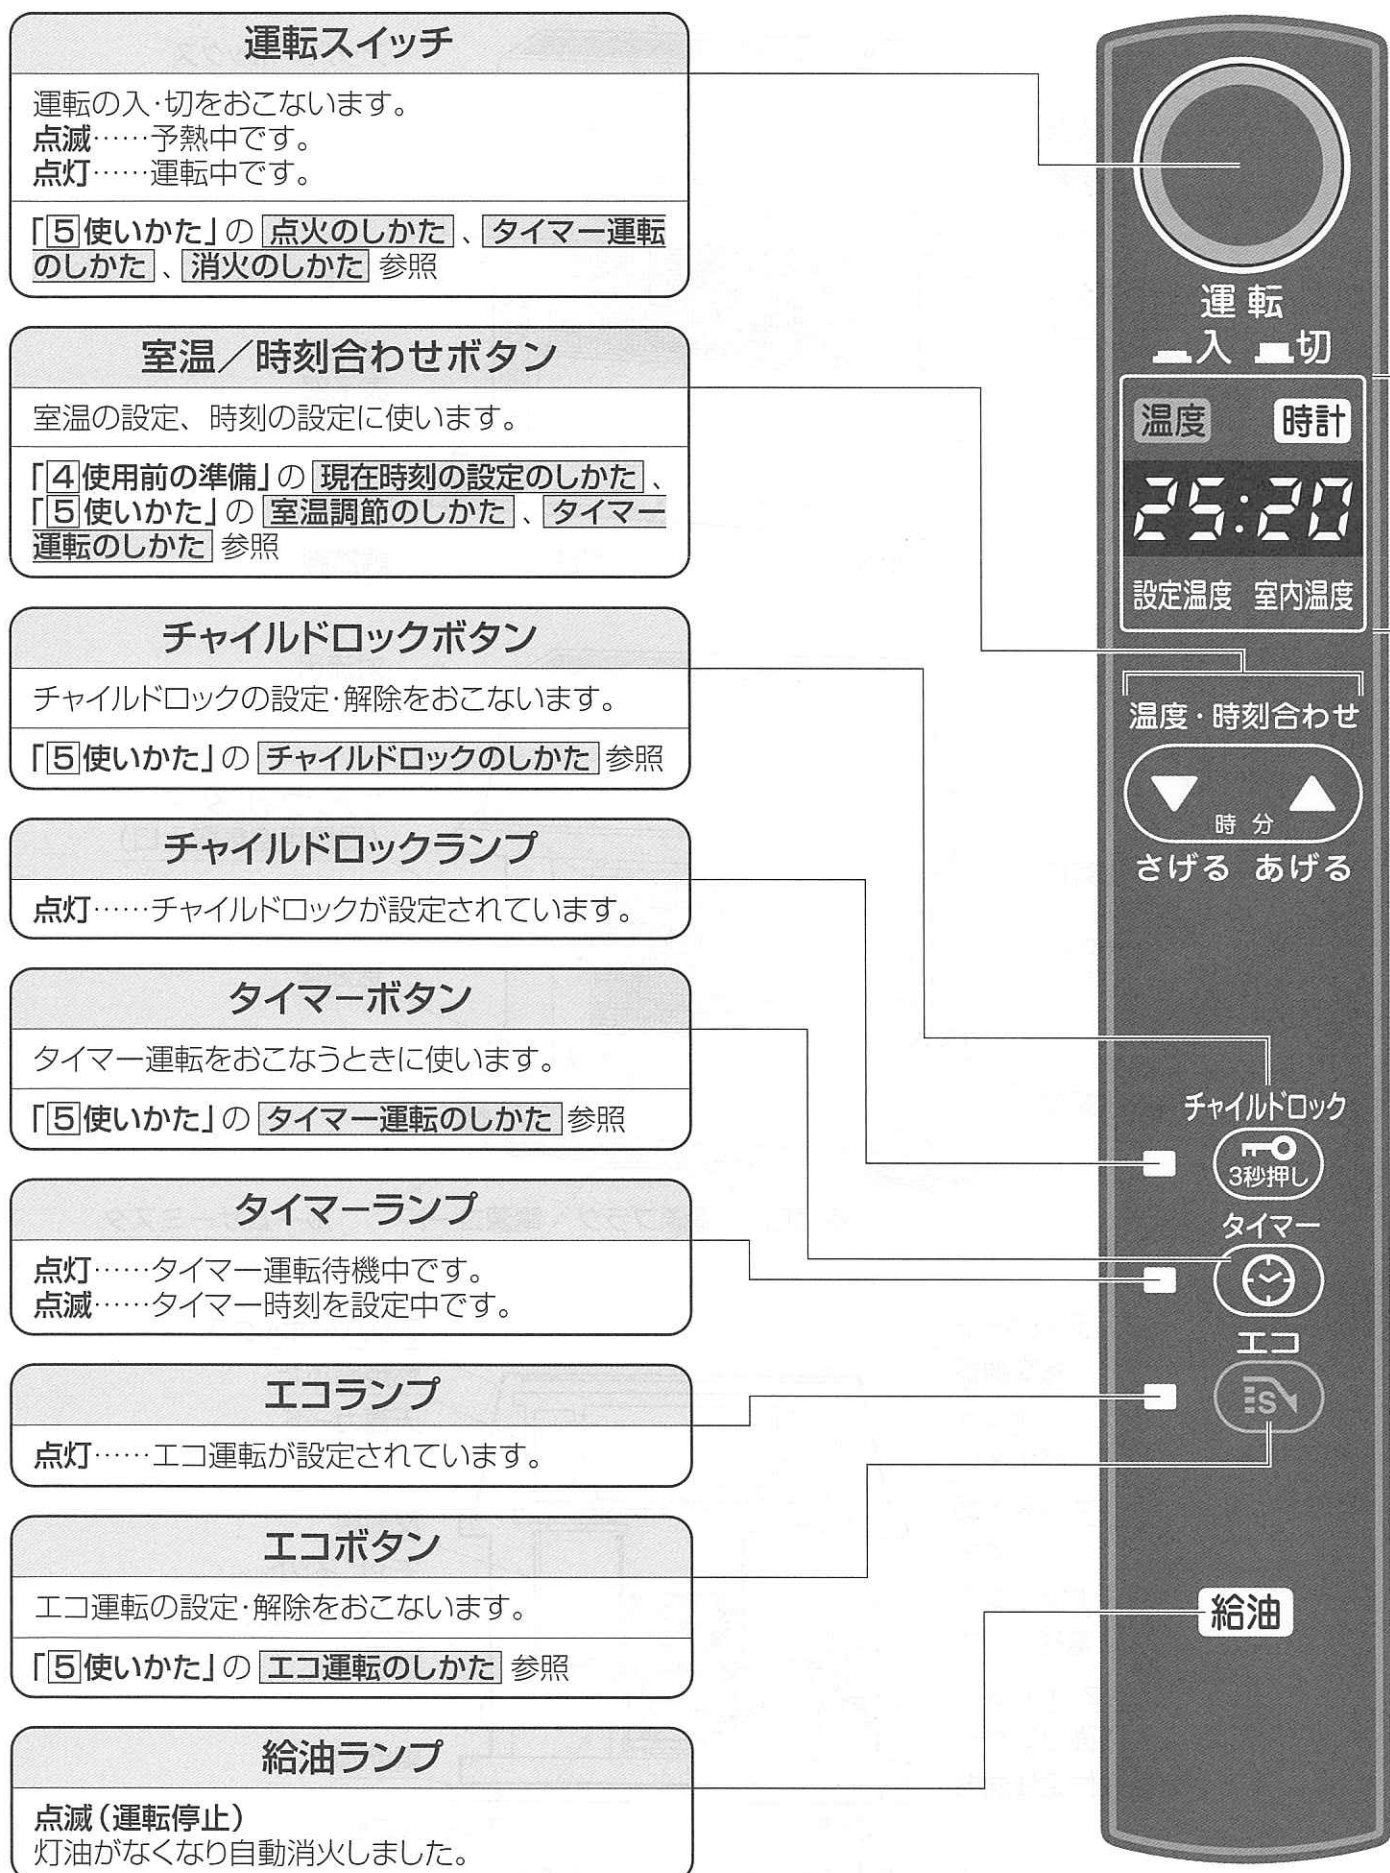 運転スイッチ
運転の入・切をおこないます。
点滅……予熱中です。
点灯……運転中です。
「5使いかた」の 点火のしかた 、 タイマー運転
のしかた 、 消火のしかた 参照
室温／時刻合わせボタン
室温の設定、時刻の設定に使います。
「4使用前の準備」の 現在時刻の設定のしかた 、
「5使いかた」の 室温調節のしかた 、 タイマー
運転のしかた 参照
チャイルドロックボタン
チャイルドロックの設定・解除をおこないます。
「5使いかた」の チャイルドロックのしかた 参照
チャイルドロックランプ
点灯……チャイルドロックが設定されています。
タイマーボタン
タイマー運転をおこなうときに使います。
「5使いかた」の タイマー運転のしかた 参照
タイマーランプ
点灯……タイマー運転待機中です。
点滅……タイマー時刻を設定中です。
エコランプ
点灯……エコ運転が設定されています。
エコボタン
エコ運転の設定・解除をおこないます。
「5使いかた」の エコ運転のしかた 参照
給油ランプ
点滅（運転停止）
灯油がなくなり自動消火しました。
運転
入 切
温度 時計
25:20
設定温度 室内温度
温度・時刻合わせ
時 分
さげる あげる
チャイルドロック
3秒押し
タイマー
エコ
S
給油